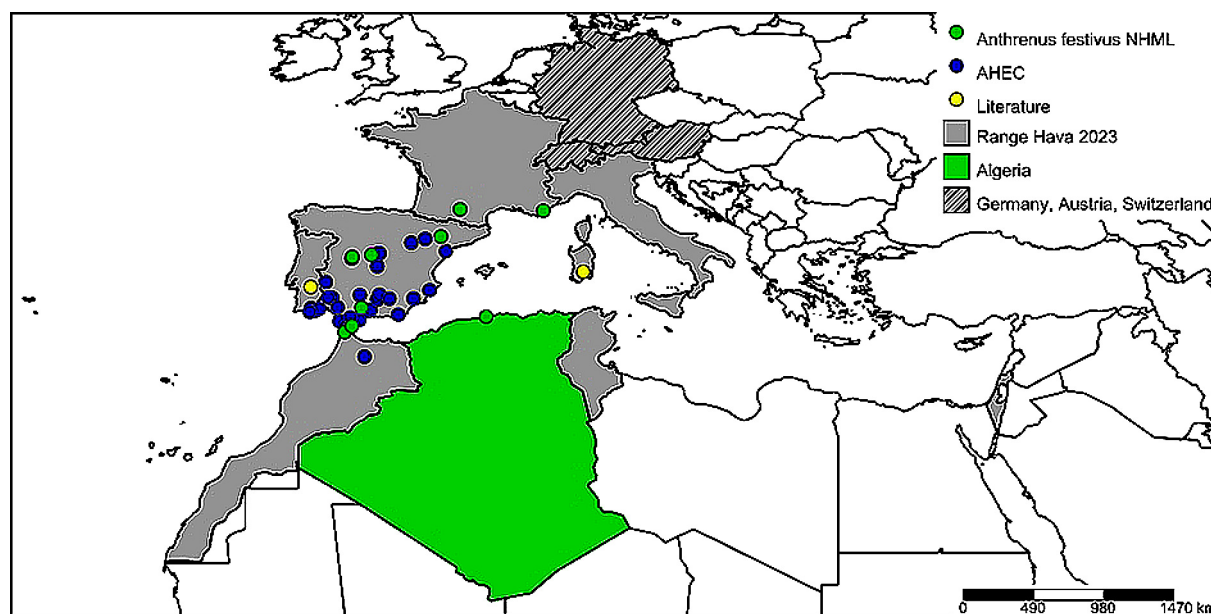 Anthrenus festivus NHML
AHEC
Literature
Range Hava 2023
Algeria
Germany, Austria, Switzerland
0 490 980 1470 km